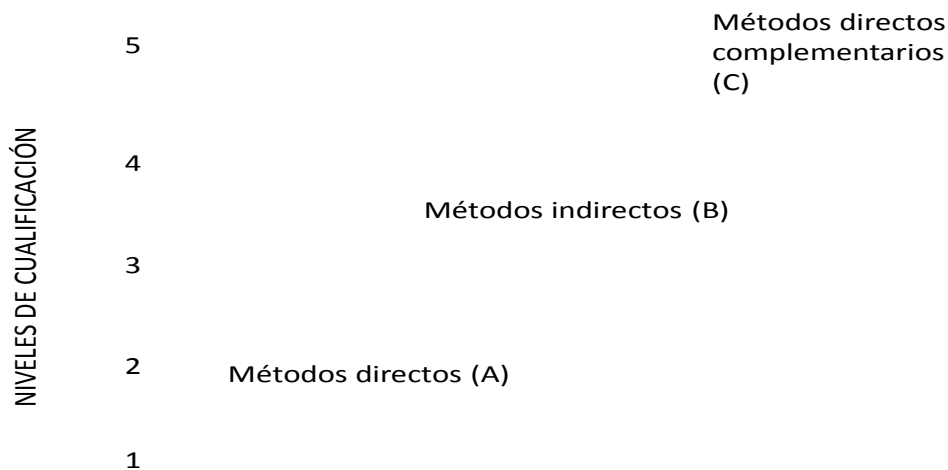 Métodos directos
complementarios
(C)
5
4
Métodos indirectos (B)
3
2
Métodos directos (A)
1
NIVELES DE CUALIFICACIÓN